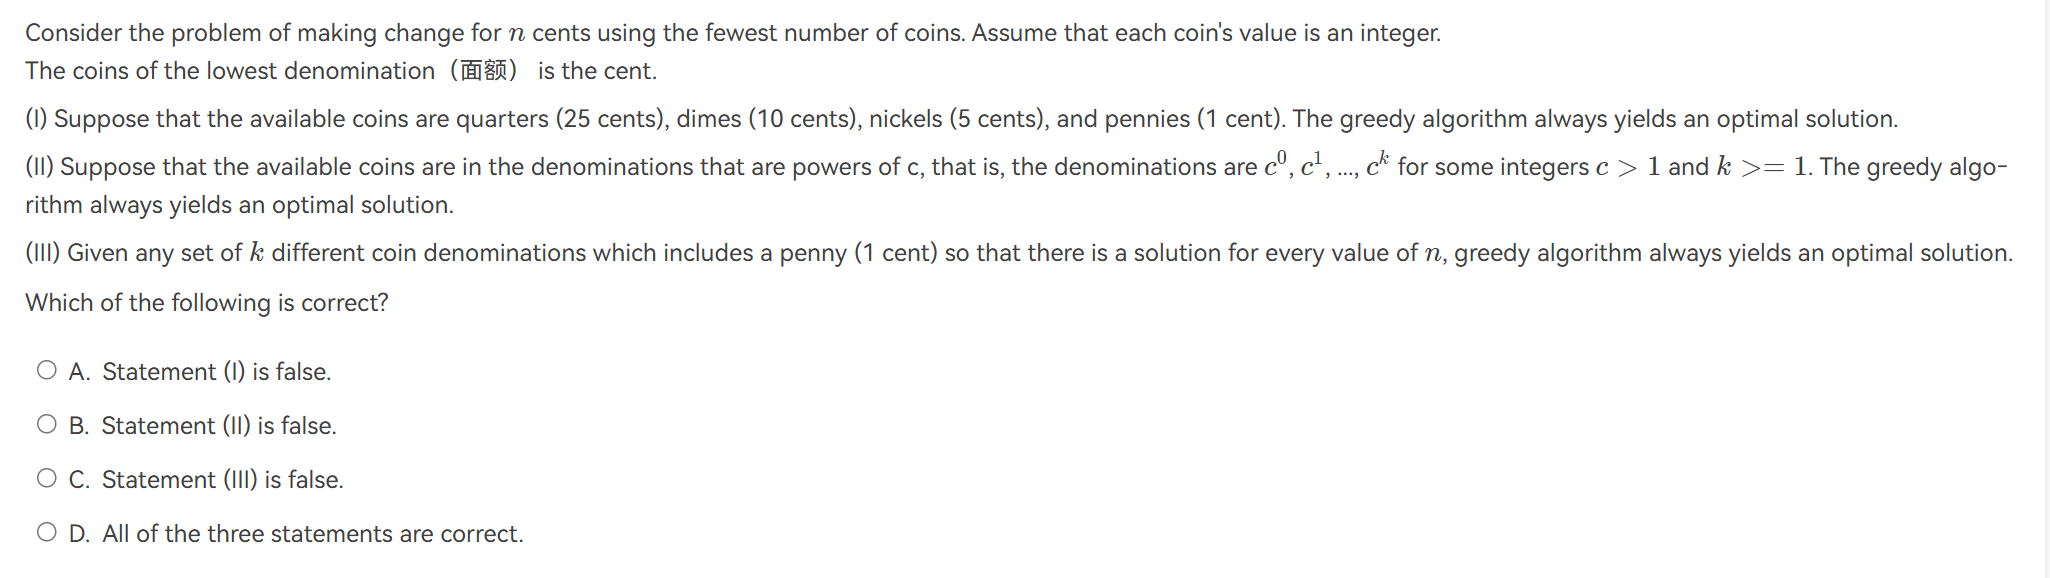 Consider the problem of making change for n cents using the fewest number of coins. Assume that each coin's value is an integer.
The coins of the lowest denomination（面额） is the cent.
(I) Suppose that the available coins are quarters (25 cents), dimes (10 cents), nickels (5 cents), and pennies (1 cent). The greedy algorithm always yields an optimal solution.
(II) Suppose that the available coins are in the denominations that are powers of c, that is, the denominations are c^0, c^1, ..., c^k for some integers c > 1 and k >= 1. The greedy algo-
rithm always yields an optimal solution.
(III) Given any set of k different coin denominations which includes a penny (1 cent) so that there is a solution for every value of n, greedy algorithm always yields an optimal solution.
Which of the following is correct?
A. Statement (I) is false.
B. Statement (II) is false.
C. Statement (III) is false.
D. All of the three statements are correct.